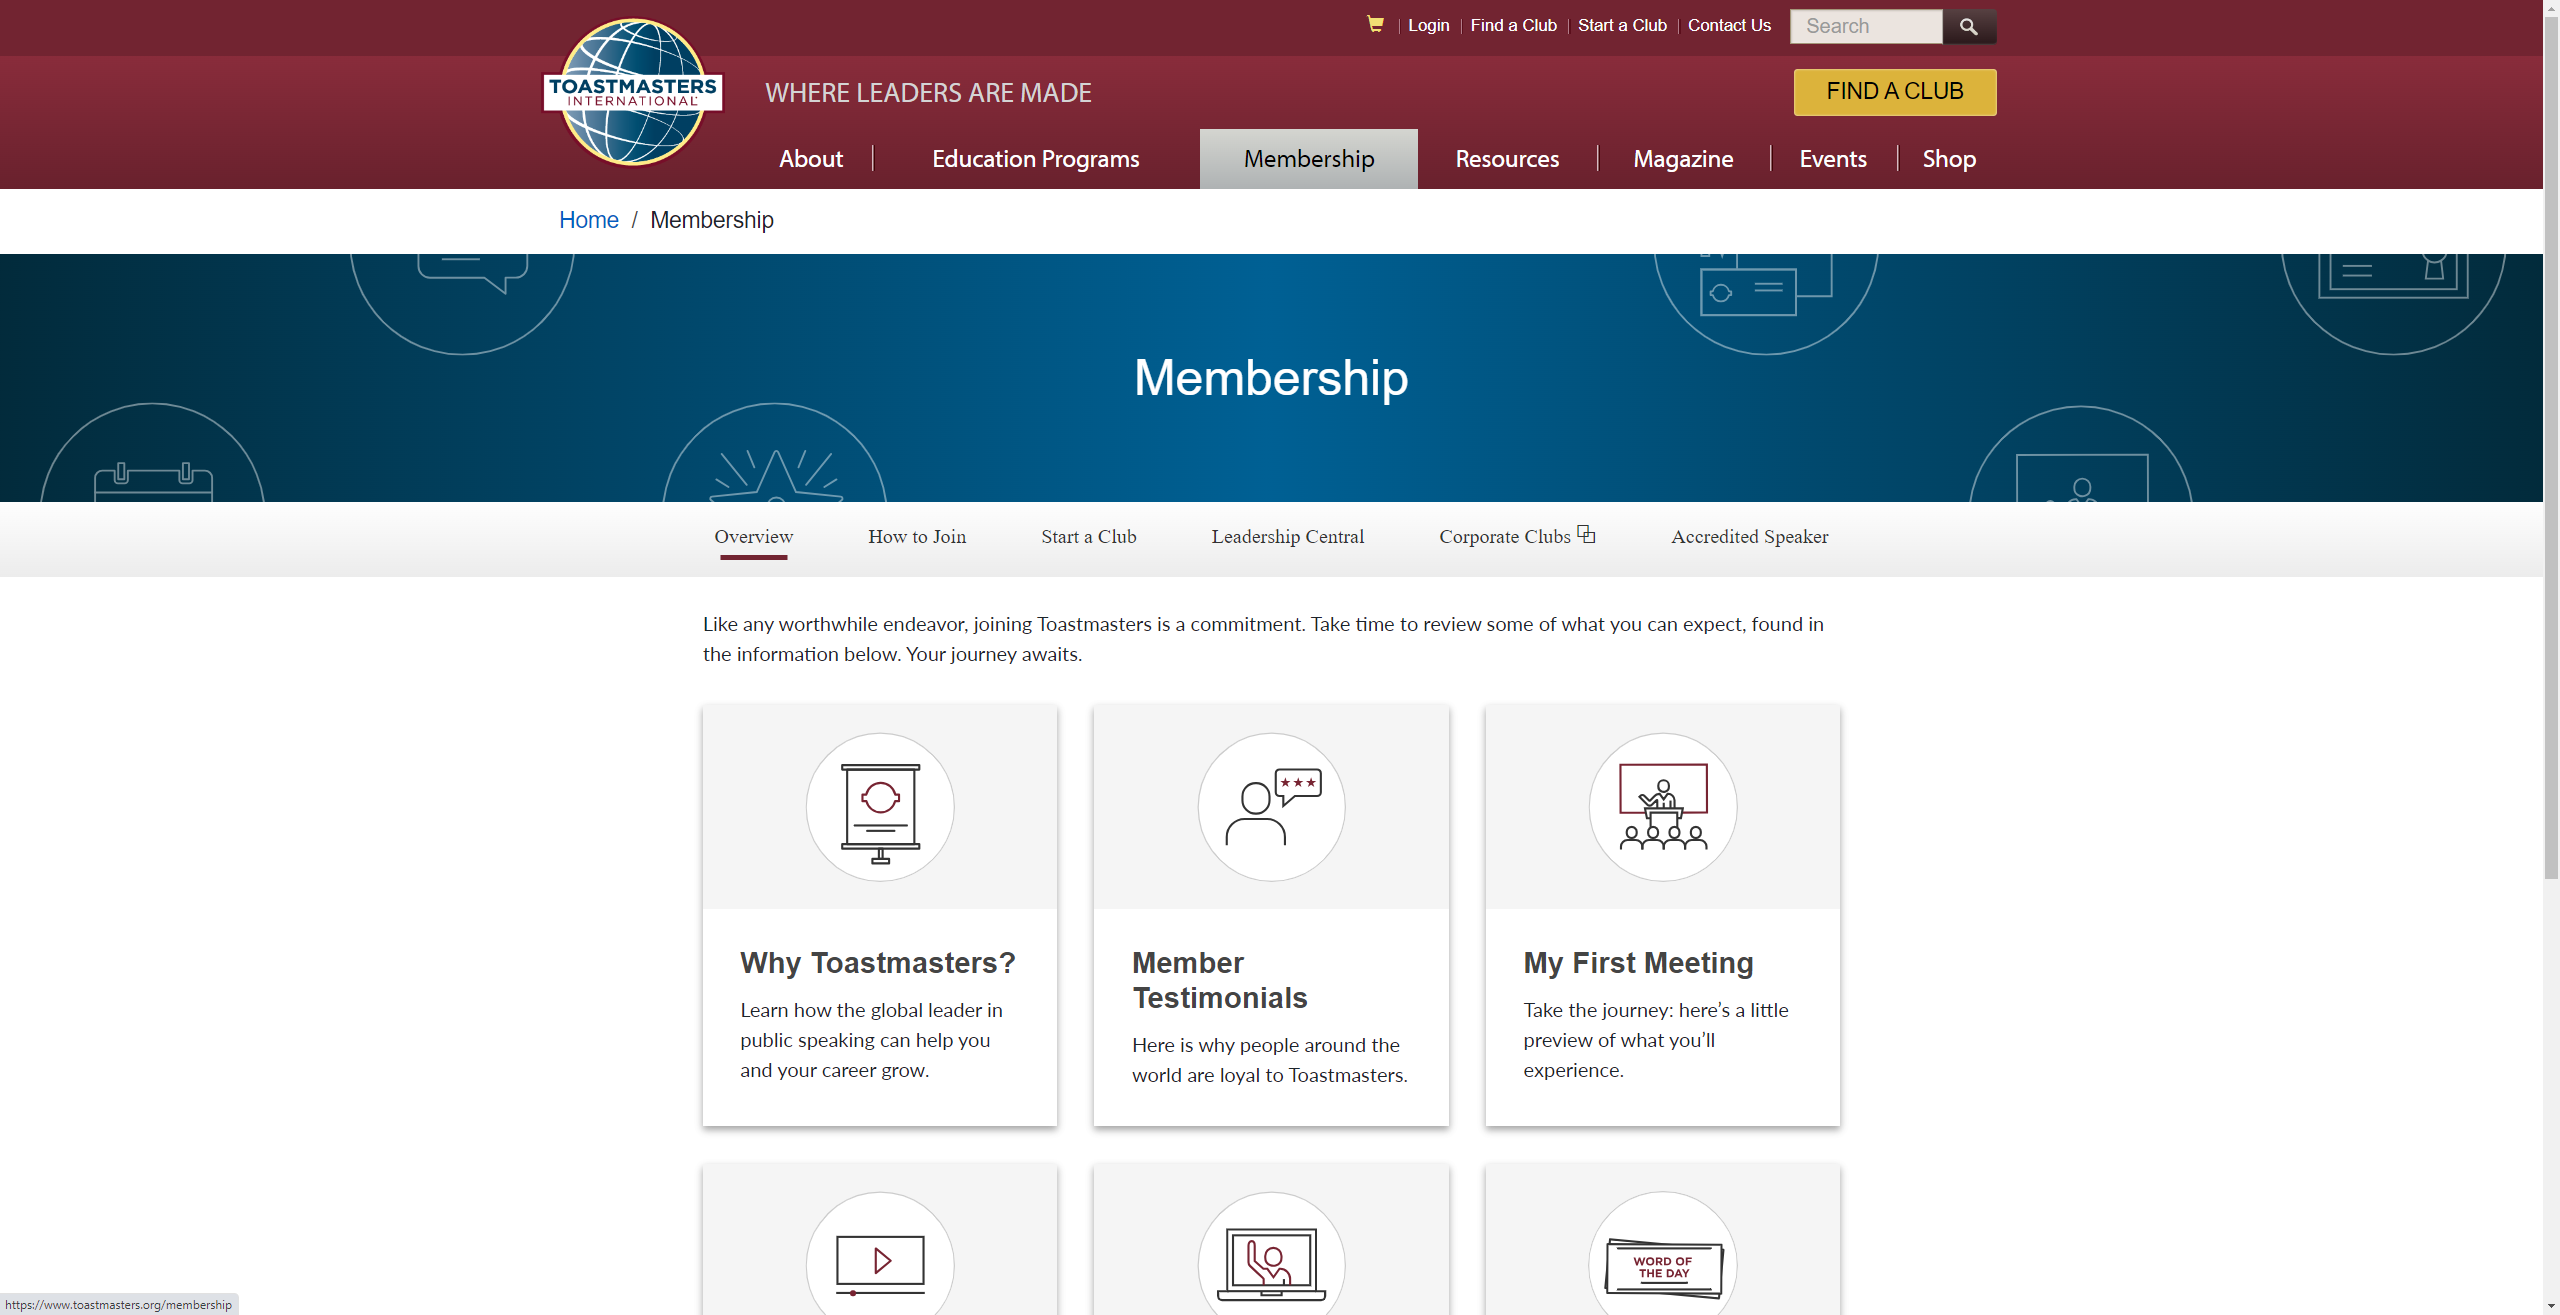 Login
Find a Club
Start a Club
Contact Us
Search
TOASTMASTERS
INTERNATIONAL
WHERE LEADERS ARE MADE
FIND A CLUB
About
Education Programs
Membership
Resources
Magazine
Events
Shop
Home / Membership
Membership
Overview
How to Join
Start a Club
Leadership Central
Corporate Clubs
Accredited Speaker
Like any worthwhile endeavor, joining Toastmasters is a commitment. Take time to review some of what you can expect, found in
the information below. Your journey awaits.
Why Toastmasters?
Learn how the global leader in
public speaking can help you
and your career grow.
Member
Testimonials
Here is why people around the
world are loyal to Toastmasters.
My First Meeting
Take the journey: here’s a little
preview of what you’ll
experience.
WORD OF
THE DAY
https://www.toastmasters.org/membership